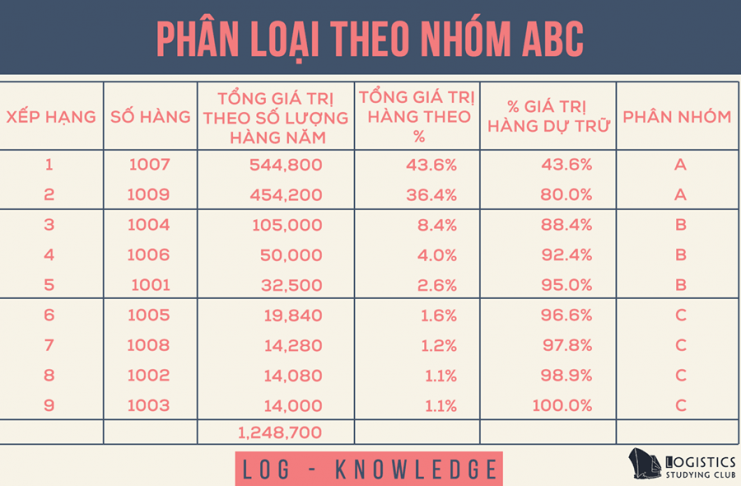 PHÂN LOẠI THEO NHÓM ABC
XẾP HẠNG SỐ HÀNG TỔNG GIÁ TRỊ THEO SỐ LƯỢNG HÀNG NĂM TỔNG GIÁ TRỊ HÀNG THEO % % GIÁ TRỊ HÀNG DỰ TRỮ PHÂN NHÓM
1 1007 544,800 43.6% 43.6% A
2 1009 454,200 36.4% 80.0% A
3 1004 105,000 8.4% 88.4% B
4 1006 50,000 4.0% 92.4% B
5 1001 32,500 2.6% 95.0% B
6 1005 19,840 1.6% 96.6% C
7 1008 14,280 1.2% 97.8% C
8 1002 14,080 1.1% 98.9% C
9 1003 14,000 1.1% 100.0% C
1,248,700
LOG - KNOWLEDGE
LOGISTICS
STUDYING CLUB